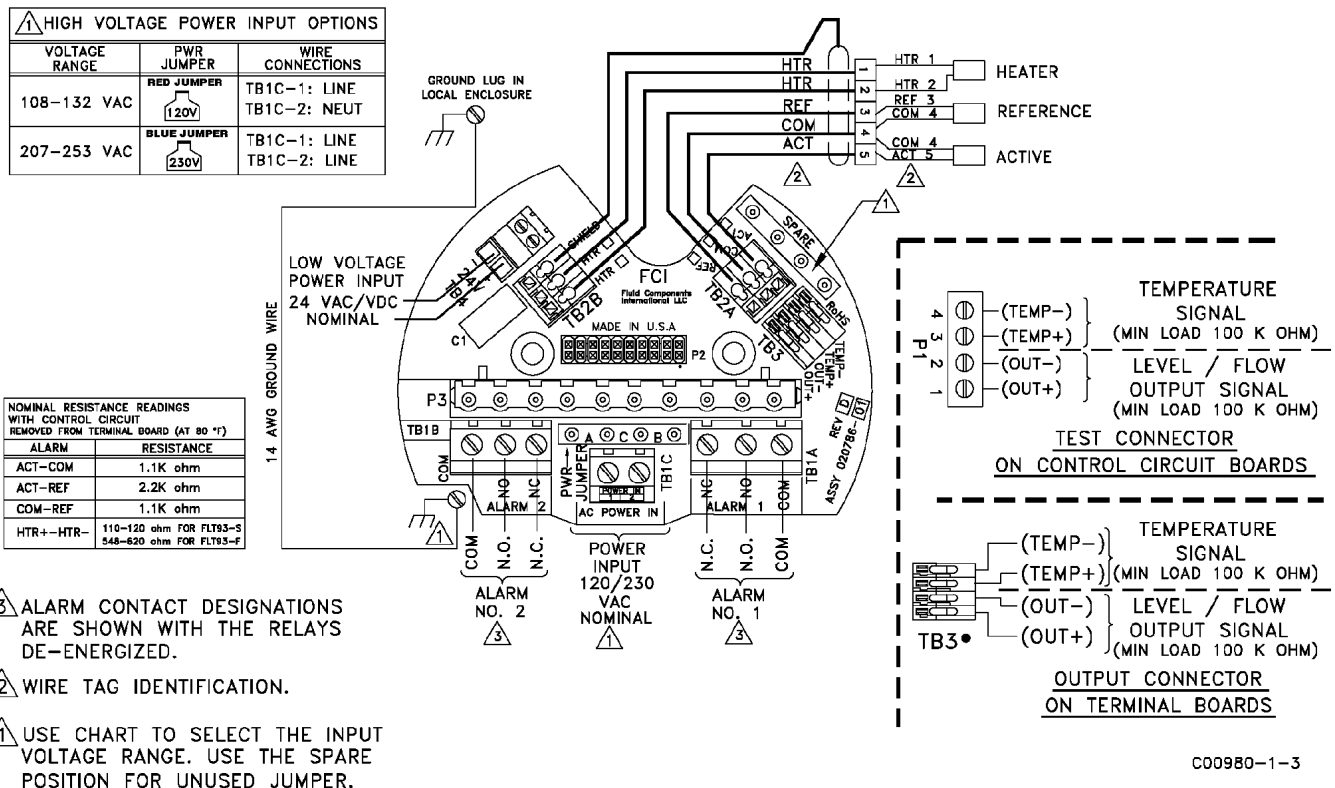 1 HIGH VOLTAGE POWER INPUT OPTIONS
VOLTAGE RANGE
PWR JUMPER
WIRE CONNECTIONS
108-132 VAC
RED JUMPER
120V
TB1C-1: LINE
TB1C-2: NEUT
207-253 VAC
BLUE JUMPER
230V
TB1C-1: LINE
TB1C-2: LINE
GROUND LUG IN
LOCAL ENCLOSURE
HTR
HTR
REF
COM
ACT
1
2
3
4
5
HTR 1
HTR 2
REF 3
COM 4
COM 4
ACT 5
HEATER
REFERENCE
ACTIVE
2
2
1
LOW VOLTAGE
POWER INPUT
24 VAC/VDC
NOMINAL
14 AWG GROUND WIRE
24V
TB4
C1
SHIELD
HTR
HTR
TB2B
FCI
Fluid Components
International LLC
MADE IN U.S.A
P2
ACT
COM
REF
TB2A
SPARE
RoHS
TB3
TEMP-
TEMP+
OUT-
OUT+
P3
TB1B
COM
NO
NC
ALARM 2
PWR
JUMPER
A C B
POWER IN
1 2
AC POWER IN
TB1C
NC
NO
COM
ALARM 1
TB1A
REV D
ASSY 020786-01
1
COM
N.O.
N.C.
ALARM
NO. 2
3
POWER
INPUT
120/230
VAC
NOMINAL
1
N.C.
N.O.
COM
ALARM
NO. 1
3
NOMINAL RESISTANCE READINGS
WITH CONTROL CIRCUIT
REMOVED FROM TERMINAL BOARD (AT 80 °F)
ALARM RESISTANCE
ACT-COM 1.1K ohm
ACT-REF 2.2K ohm
COM-REF 1.1K ohm
HTR+-HTR- 110-120 ohm FOR FLT93-S
548-620 ohm FOR FLT93-F
3 ALARM CONTACT DESIGNATIONS
ARE SHOWN WITH THE RELAYS
DE-ENERGIZED.
2 WIRE TAG IDENTIFICATION.
1 USE CHART TO SELECT THE INPUT
VOLTAGE RANGE. USE THE SPARE
POSITION FOR UNUSED JUMPER.
P1
4
3
2
1
(TEMP-)
(TEMP+)
(OUT-)
(OUT+)
TEMPERATURE
SIGNAL
(MIN LOAD 100 K OHM)
LEVEL / FLOW
OUTPUT SIGNAL
(MIN LOAD 100 K OHM)
TEST CONNECTOR
ON CONTROL CIRCUIT BOARDS
TB3
(TEMP-)
(TEMP+)
(OUT-)
(OUT+)
TEMPERATURE
SIGNAL
(MIN LOAD 100 K OHM)
LEVEL / FLOW
OUTPUT SIGNAL
(MIN LOAD 100 K OHM)
OUTPUT CONNECTOR
ON TERMINAL BOARDS
C00980-1-3